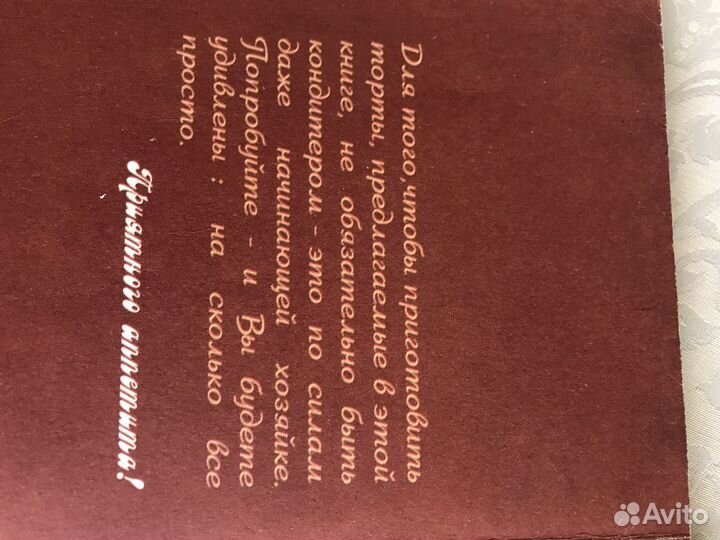 Для того, чтобы приготовить
торты, предлагаемые в этой
книге, не обязательно быть
кондитером - это по силам
даже начинающей хозяйке.
Попробуйте - и Вы будете
удивлены : на сколько все
просто.
Приятного аппетита!
Avito